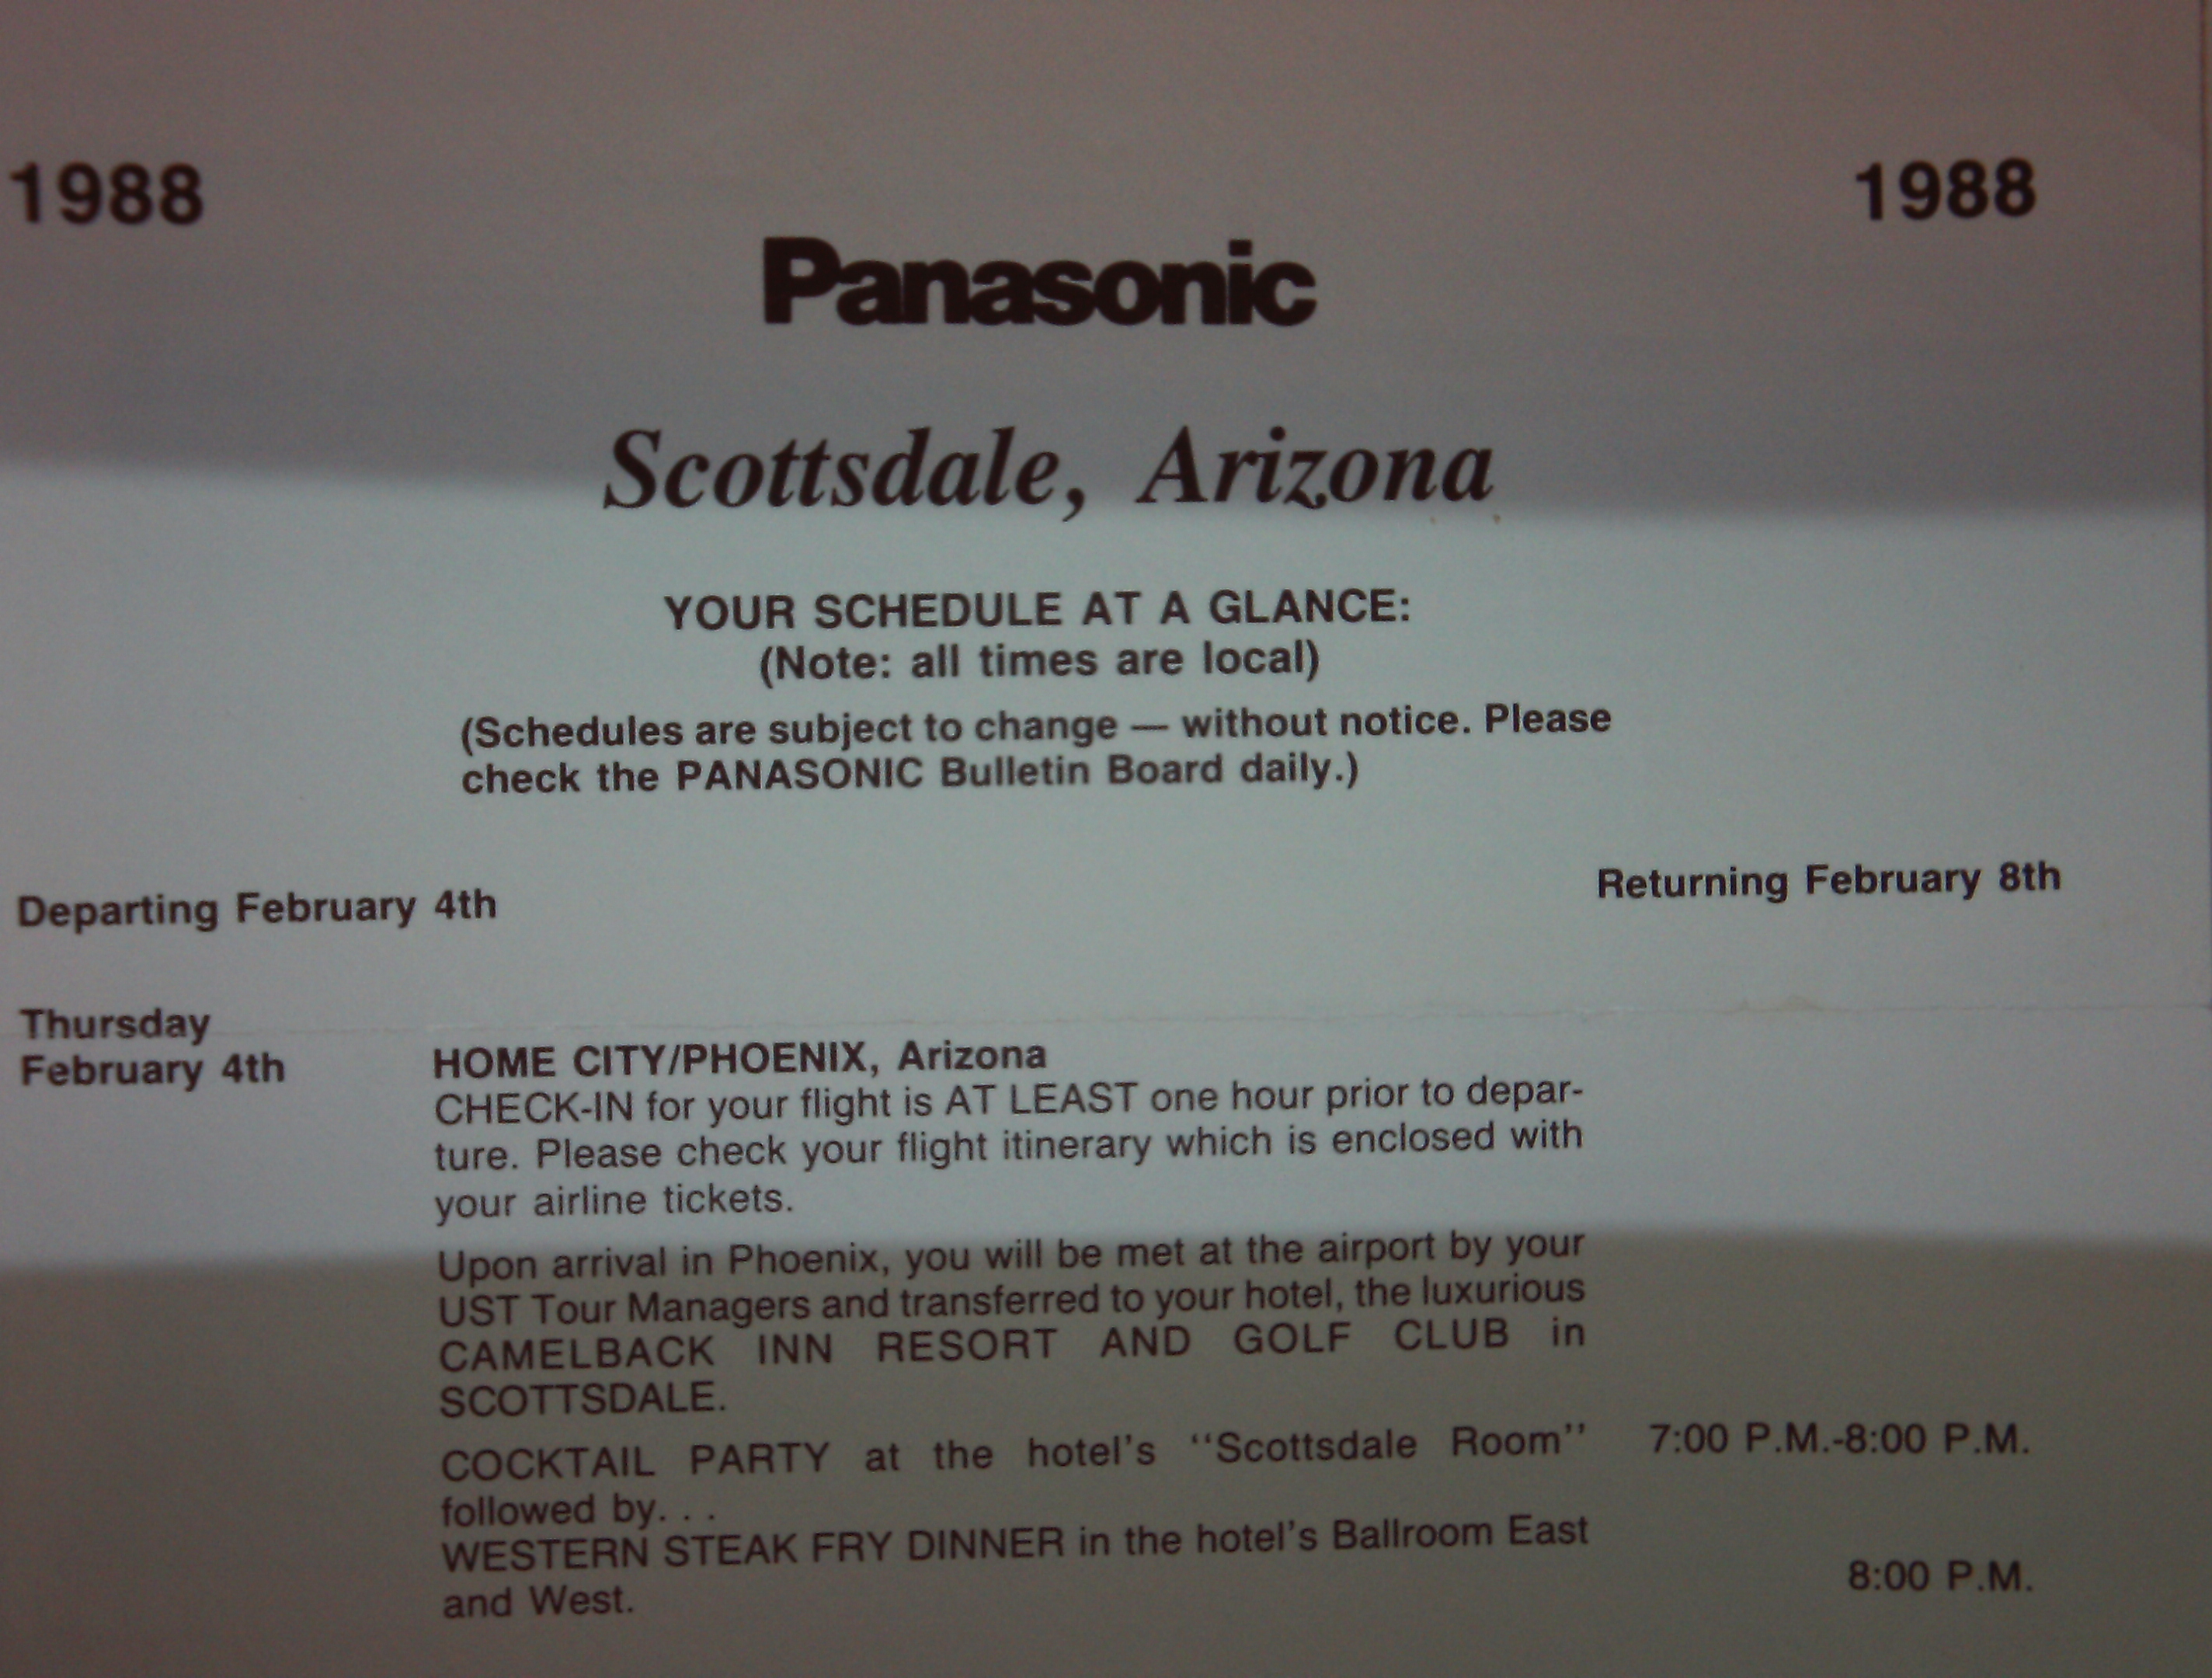 1988 1988
Panasonic
Scottsdale, Arizona
YOUR SCHEDULE AT A GLANCE:
(Note: all times are local)
(Schedules are subject to change — without notice. Please
check the PANASONIC Bulletin Board daily.)
Departing February 4th Returning February 8th
Thursday
February 4th
HOME CITY/PHOENIX, Arizona
CHECK-IN for your flight is AT LEAST one hour prior to depar-
ture. Please check your flight itinerary which is enclosed with
your airline tickets.
Upon arrival in Phoenix, you will be met at the airport by your
UST Tour Managers and transferred to your hotel, the luxurious
CAMELBACK INN RESORT AND GOLF CLUB in
SCOTTSDALE.
COCKTAIL PARTY at the hotel's ''Scottsdale Room'' 7:00 P.M.-8:00 P.M.
followed by. . .
WESTERN STEAK FRY DINNER in the hotel's Ballroom East
and West. 8:00 P.M.